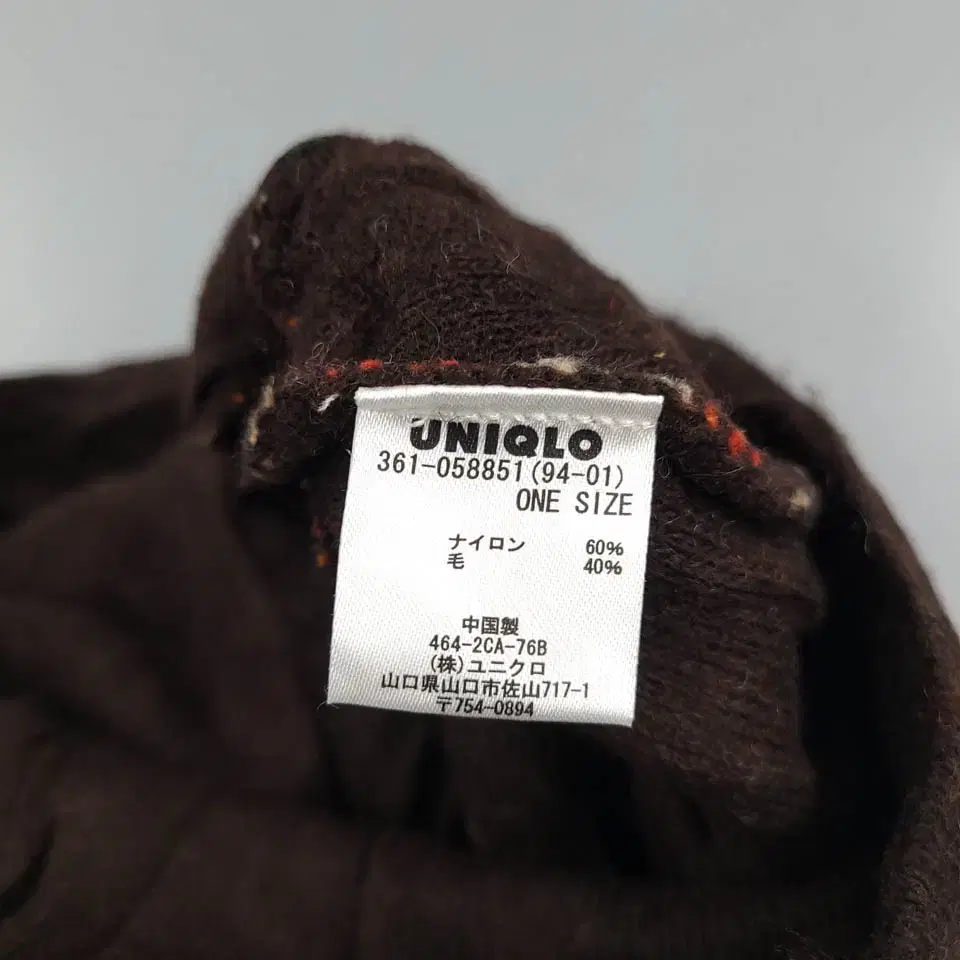 UNIQLO
361-058851(94-01)
ONE SIZE
ナイロン 60%
毛 40%
中国製
464-2CA-76B
(株)ユニクロ
山口県山口市佐山717-1
〒754-0894